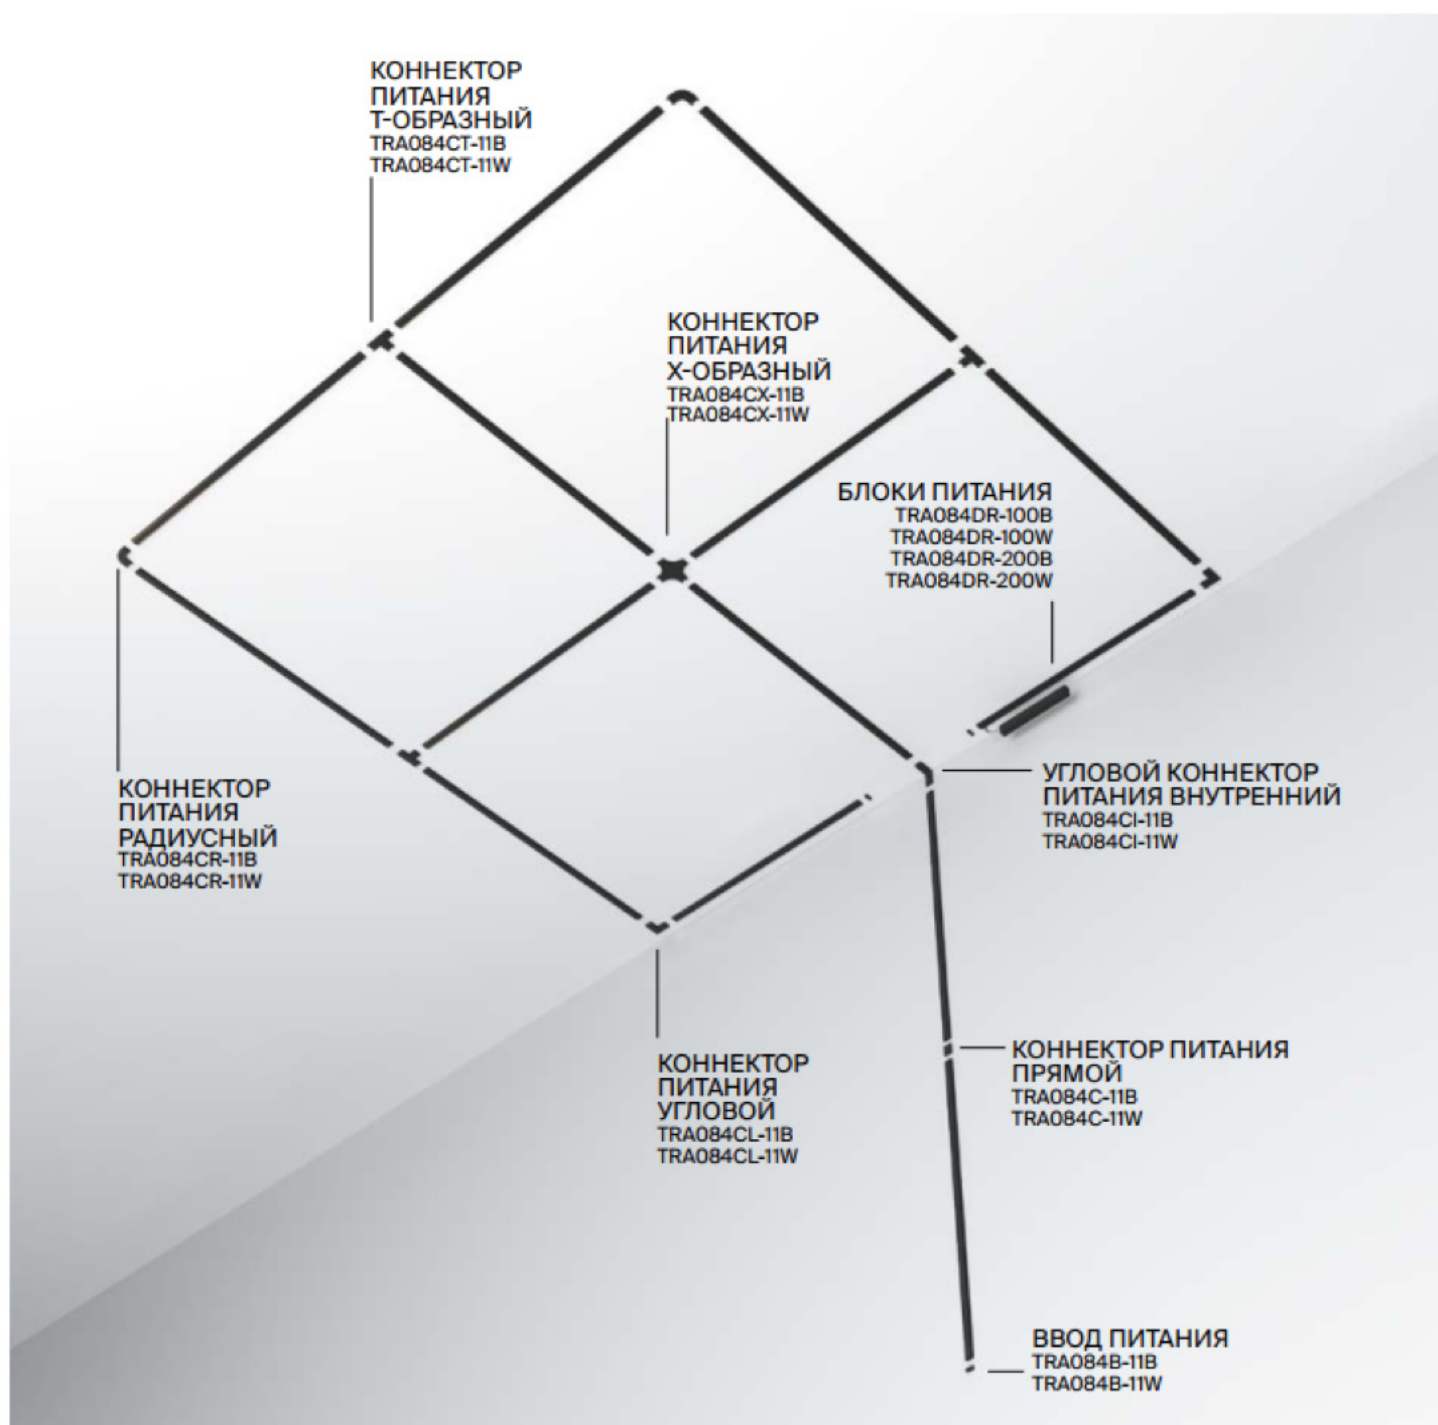 КОННЕКТОР
ПИТАНИЯ
Т-ОБРАЗНЫЙ
TRA084CT-11B
TRA084CT-11W
КОННЕКТОР
ПИТАНИЯ
Х-ОБРАЗНЫЙ
TRA084CX-11B
TRA084CX-11W
БЛОКИ ПИТАНИЯ
TRA084DR-100B
TRA084DR-100W
TRA084DR-200B
TRA084DR-200W
КОННЕКТОР
ПИТАНИЯ
РАДИУСНЫЙ
TRA084CR-11B
TRA084CR-11W
УГЛОВОЙ КОННЕКТОР
ПИТАНИЯ ВНУТРЕННИЙ
TRA084CI-11B
TRA084CI-11W
КОННЕКТОР
ПИТАНИЯ
УГЛОВОЙ
TRA084CL-11B
TRA084CL-11W
КОННЕКТОР ПИТАНИЯ
ПРЯМОЙ
TRA084C-11B
TRA084C-11W
ВВОД ПИТАНИЯ
TRA084B-11B
TRA084B-11W